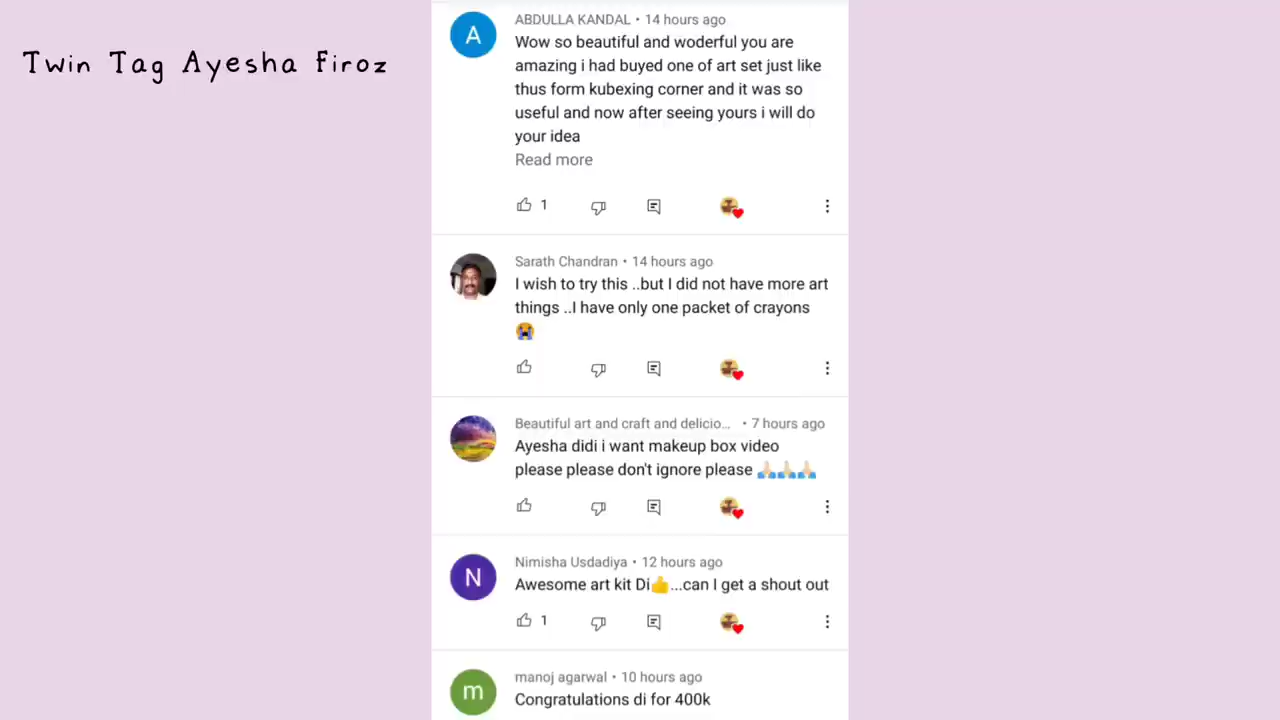 Twin Tag Ayesha Firoz
A
ABDULLA KANDAL • 14 hours ago
Wow so beautiful and woderful you are
amazing i had buyed one of art set just like
thus form kubexing corner and it was so
useful and now after seeing yours i will do
your idea
Read more
1
Sarath Chandran • 14 hours ago
I wish to try this ..but I did not have more art
things ..I have only one packet of crayons
😭
Beautiful art and craft and delicio... • 7 hours ago
Ayesha didi i want makeup box video
please please don't ignore please 🙏🏻🙏🏻🙏🏻
N
Nimisha Usdadiya • 12 hours ago
Awesome art kit Di👍...can I get a shout out
1
m
manoj agarwal • 10 hours ago
Congratulations di for 400k